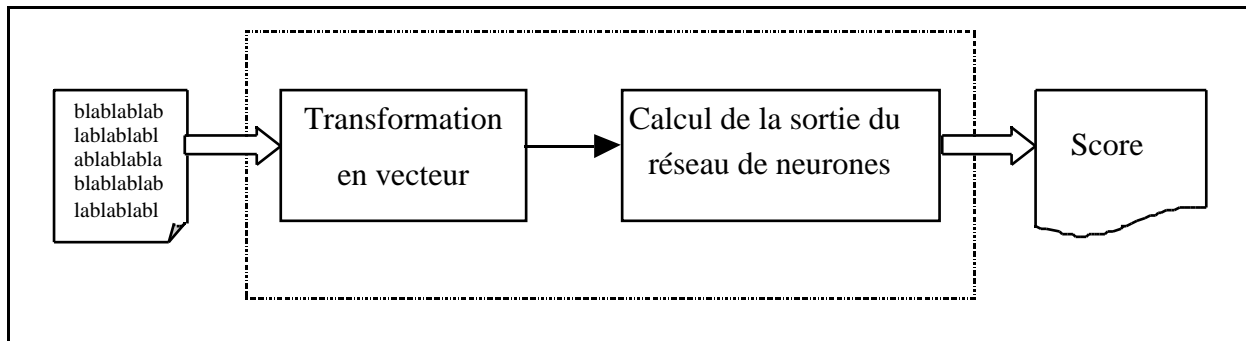 blablablab
lablablabl
ablablabla
blablablab
lablablabl
Transformation
en vecteur
Calcul de la sortie du
réseau de neurones
Score